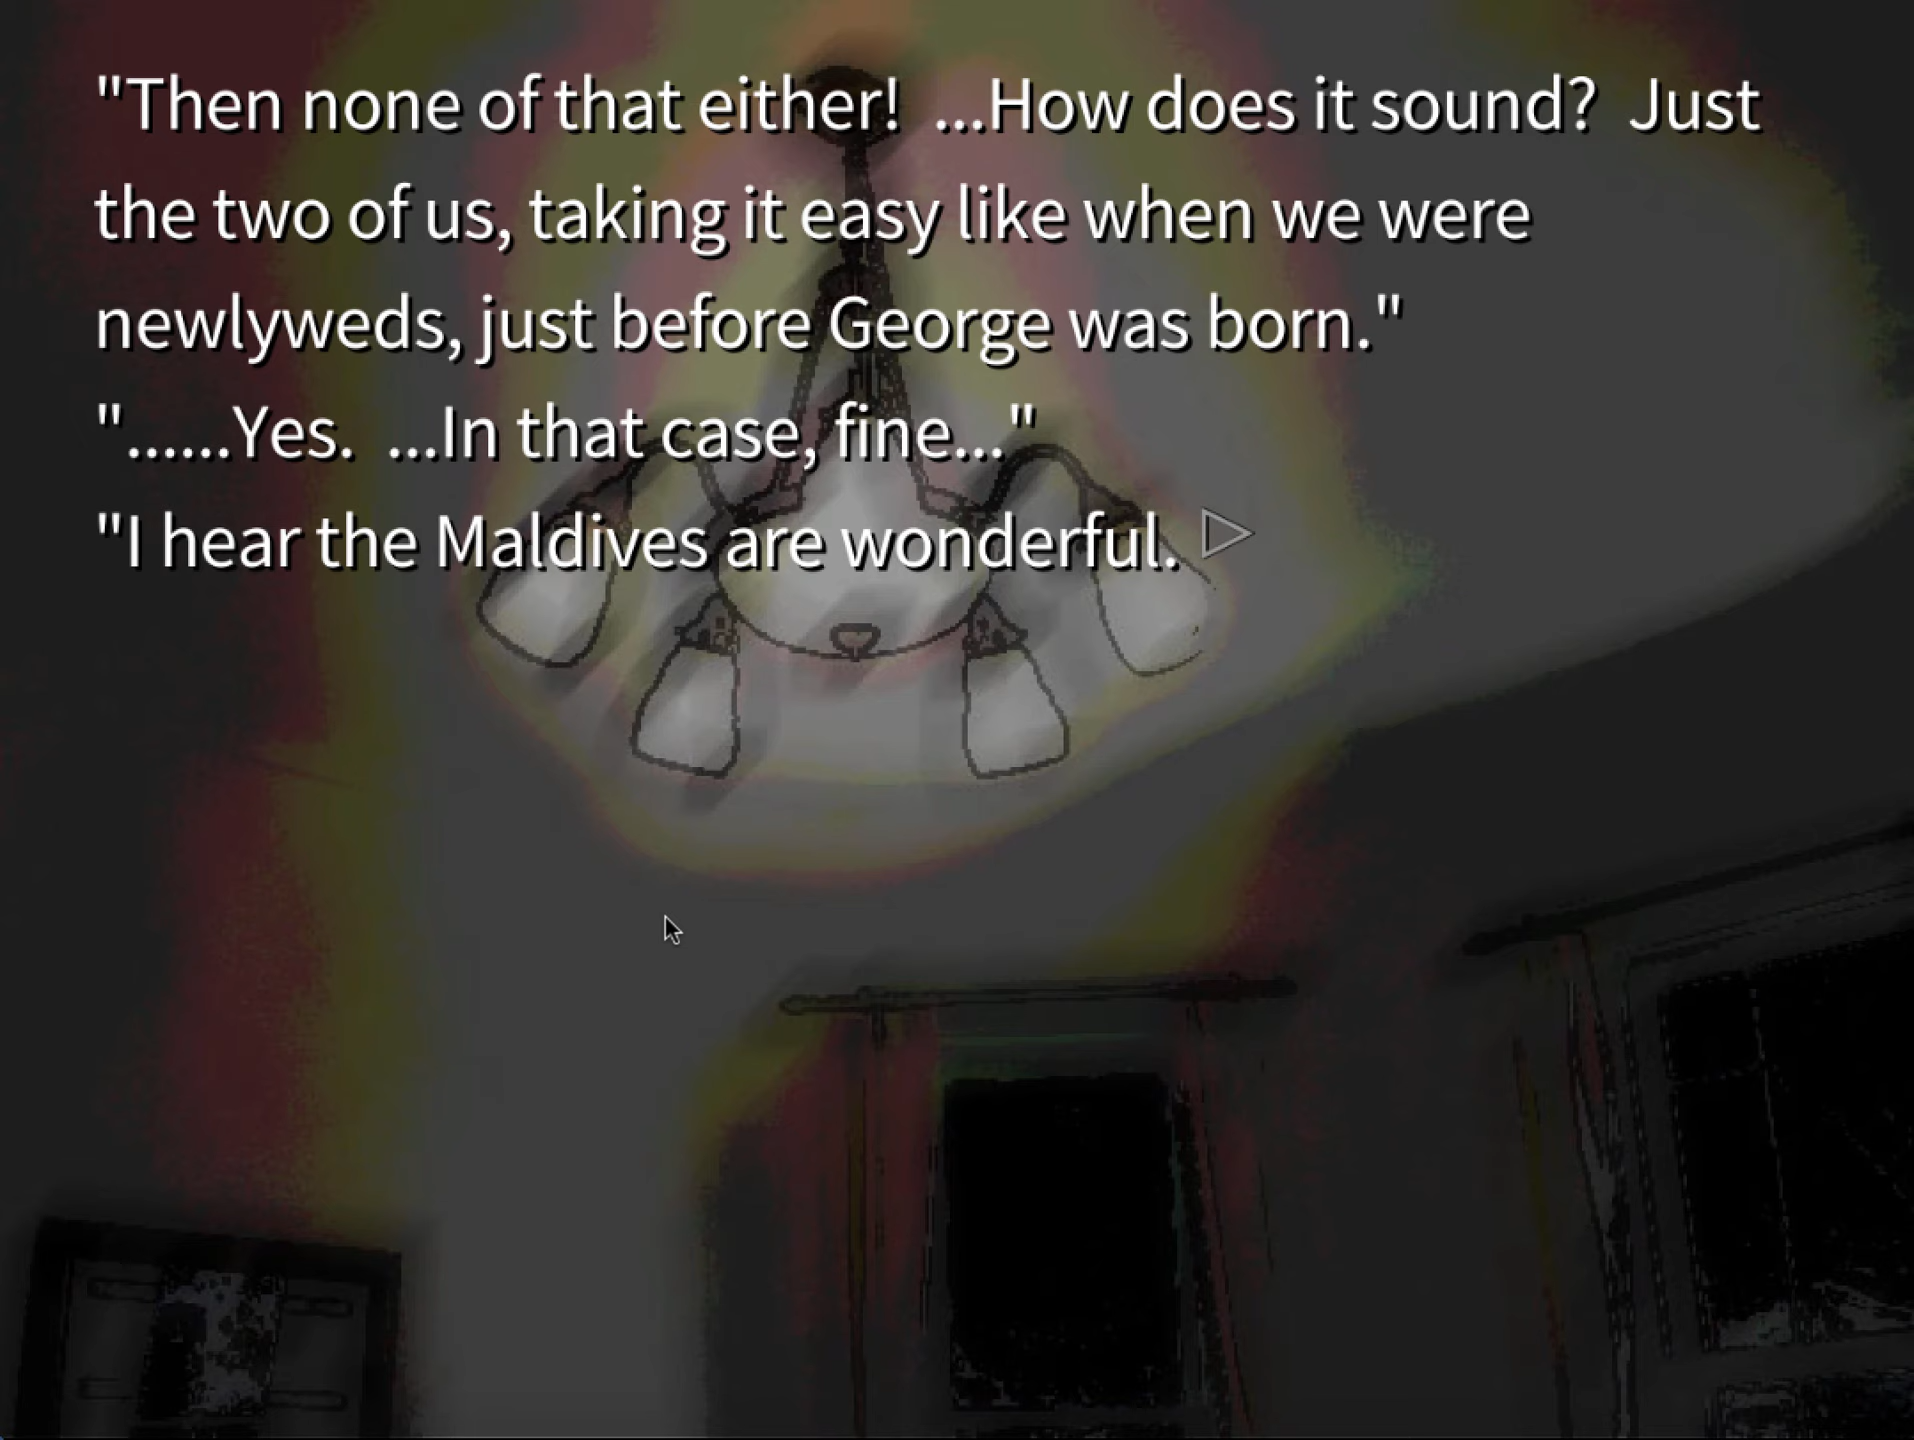 "Then none of that either!  ...How does it sound?  Just
the two of us, taking it easy like when we were
newlyweds, just before George was born."
"......Yes.  ...In that case, fine..."
"I hear the Maldives are wonderful.